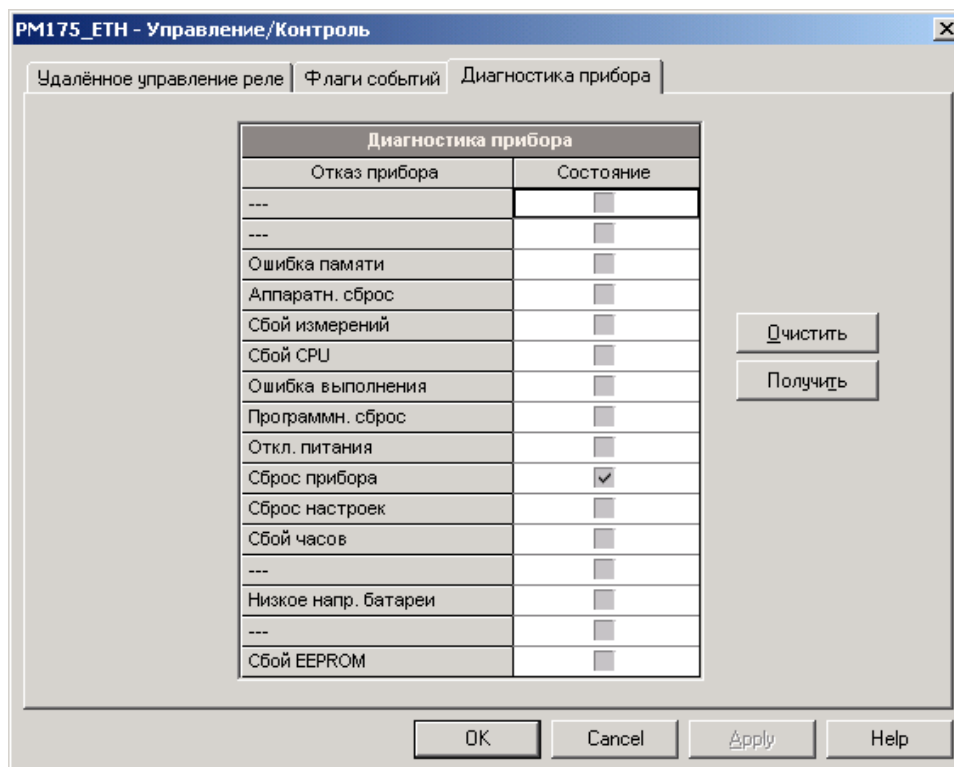 PM175_ETH - Управление/Контроль
Удалённое управление реле Флаги событий Диагностика прибора
Диагностика прибора
Отказ прибора Состояние
---
---
Ошибка памяти
Аппаратн. сброс
Сбой измерений
Сбой CPU
Ошибка выполнения
Программн. сброс
Откл. питания
Сброс прибора
Сброс настроек
Сбой часов
---
Низкое напр. батареи
---
Сбой EEPROM
Очистить
Получить
OK Cancel Apply Help